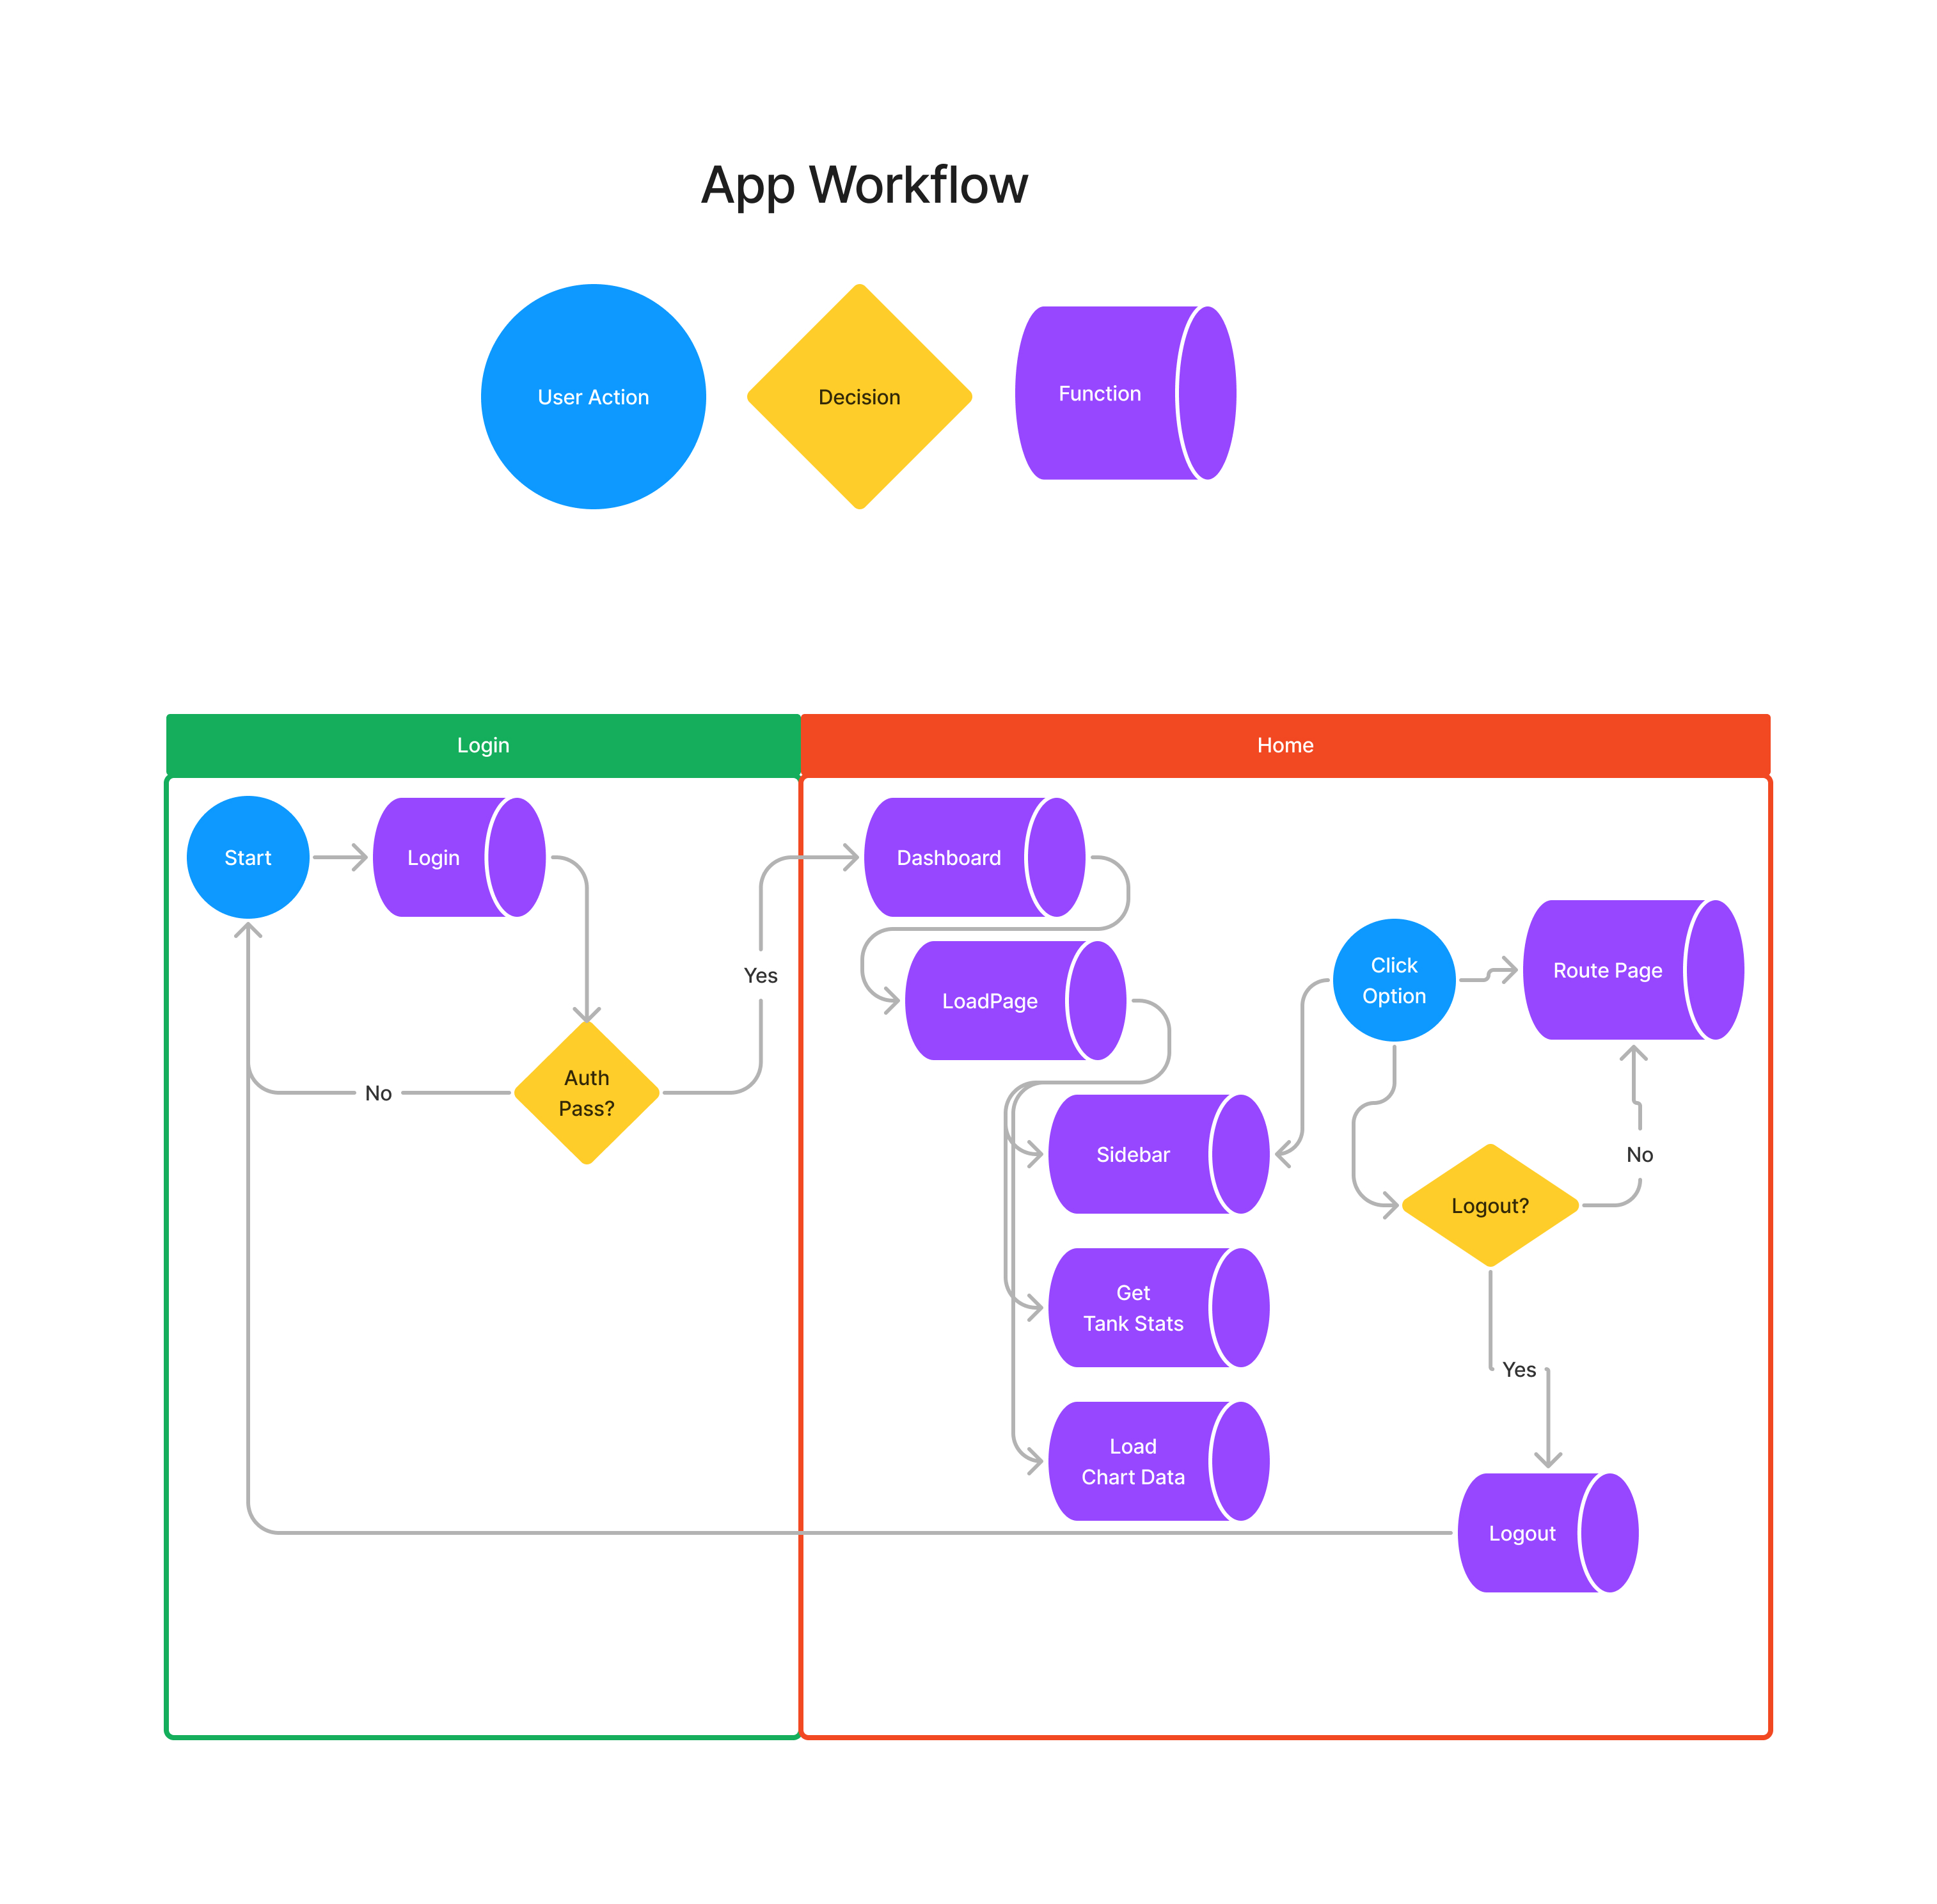 App Workflow
User Action
Decision
Function
Login
Home
Start
Login
Auth
Pass?
No
Yes
Dashboard
LoadPage
Sidebar
Get
Tank Stats
Load
Chart Data
Click
Option
Route Page
Logout?
No
Yes
Logout